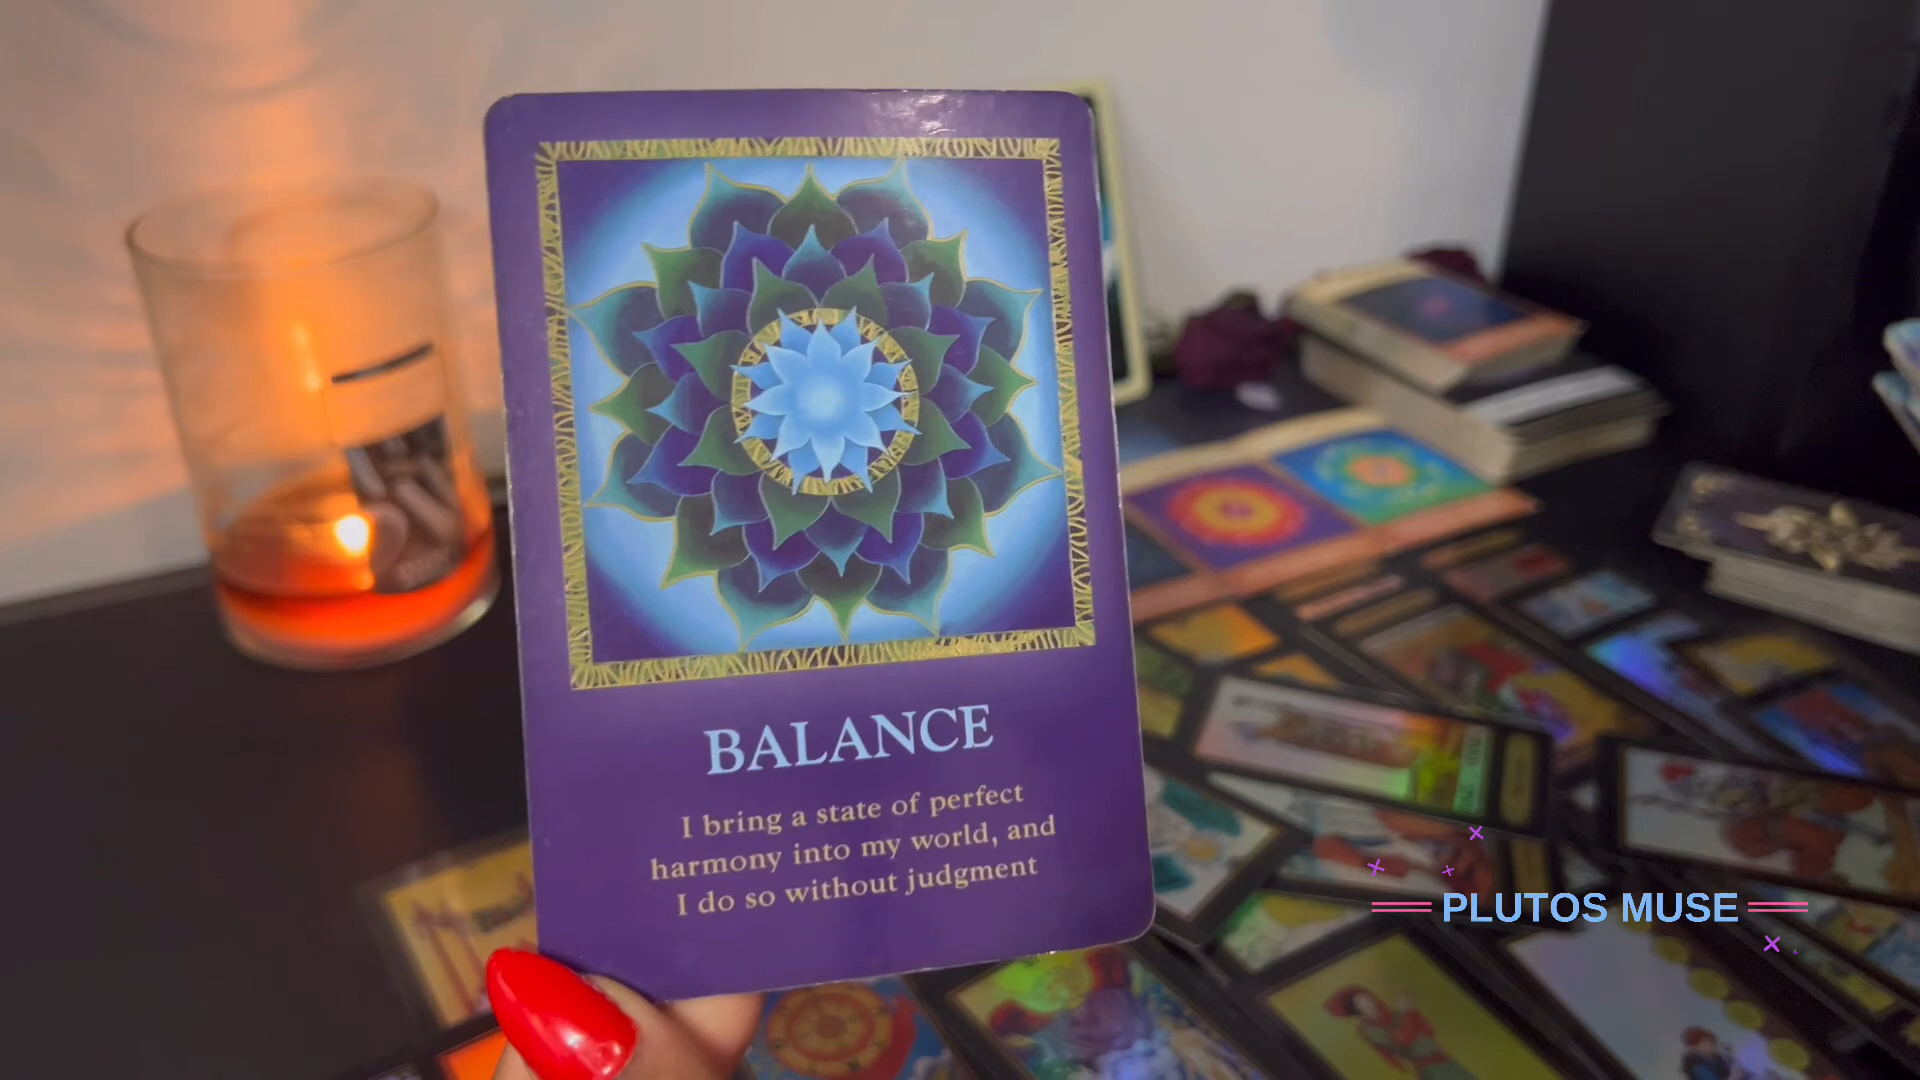 BALANCE
I bring a state of perfect
harmony into my world, and
I do so without judgment
PLUTOS MUSE